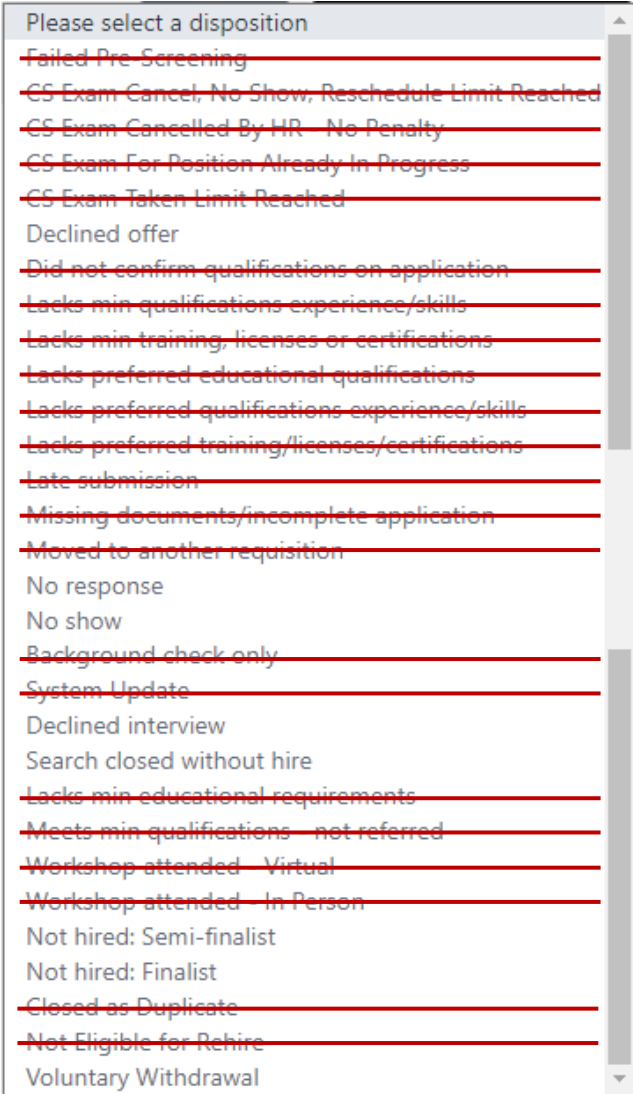 Please select a disposition
Failed Pre-Screening
CS Exam Cancel, No Show, Reschedule Limit Reached
CS Exam Cancelled By HR - No Penalty
CS Exam For Position Already In Progress
CS Exam Taken Limit Reached
Declined offer
Did not confirm qualifications on application
Lacks min qualifications experience/skills
Lacks min training, licenses or certifications
Lacks preferred educational qualifications
Lacks preferred qualifications experience/skills
Lacks preferred training/licenses/certifications
Late submission
Missing documents/incomplete application
Moved to another requisition
No response
No show
Background check only
System Update
Declined interview
Search closed without hire
Lacks min educational requirements
Meets min qualifications - not referred
Workshop attended - Virtual
Workshop attended - In Person
Not hired: Semi-finalist
Not hired: Finalist
Closed as Duplicate
Not Eligible for Rehire
Voluntary Withdrawal